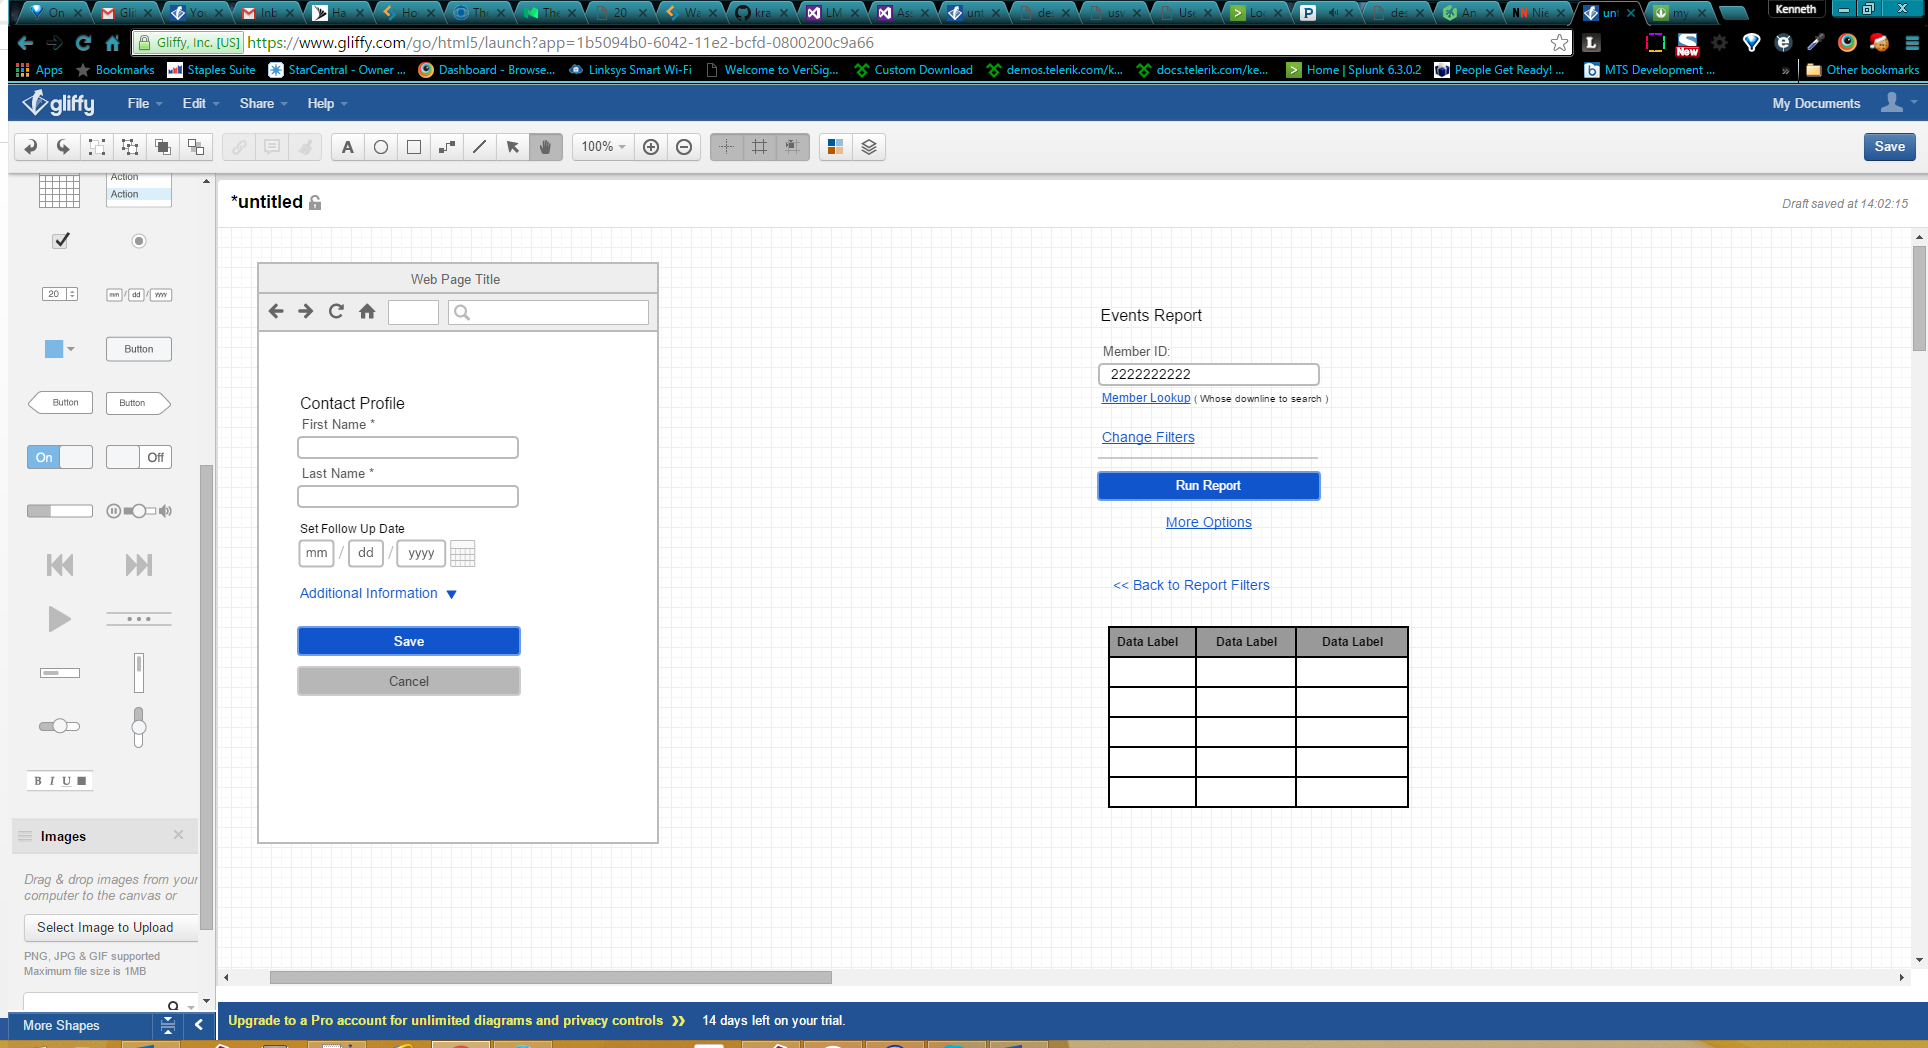 On
Gli
You
Inb
Ha
Ho
The
The
20
Wa
kra
LM
Ass
unt
de
usv
Use
Lo
P
des
An
N Nie
unt
my
Kenneth
Gliffy, Inc. [US] https://www.gliffy.com/go/html5/launch?app=1b5094b0-6042-11e2-bcfd-0800200c9a66
L
New
Apps Bookmarks Staples Suite StarCentral - Owner ... Dashboard - Browse... Linksys Smart Wi-Fi Welcome to VeriSig... Custom Download demos.telerik.com/k... docs.telerik.com/ke... Home | Splunk 6.3.0.2 People Get Ready! ... MTS Development ... » Other bookmarks
gliffy File Edit Share Help My Documents
A 100% Save
Action
Action
*untitled
Draft saved at 14:02:15
20 mm / dd / yyyy
Button
Button Button
On Off
B I U
Images
Drag & drop images from your
computer to the canvas or
Select Image to Upload
PNG, JPG & GIF supported
Maximum file size is 1MB
More Shapes
Web Page Title
Contact Profile
First Name *
Last Name *
Set Follow Up Date
mm / dd / yyyy
Additional Information
Save
Cancel
Events Report
Member ID:
2222222222
Member Lookup ( Whose downline to search )
Change Filters
Run Report
More Options
<< Back to Report Filters
Data Label Data Label Data Label
Upgrade to a Pro account for unlimited diagrams and privacy controls » 14 days left on your trial.